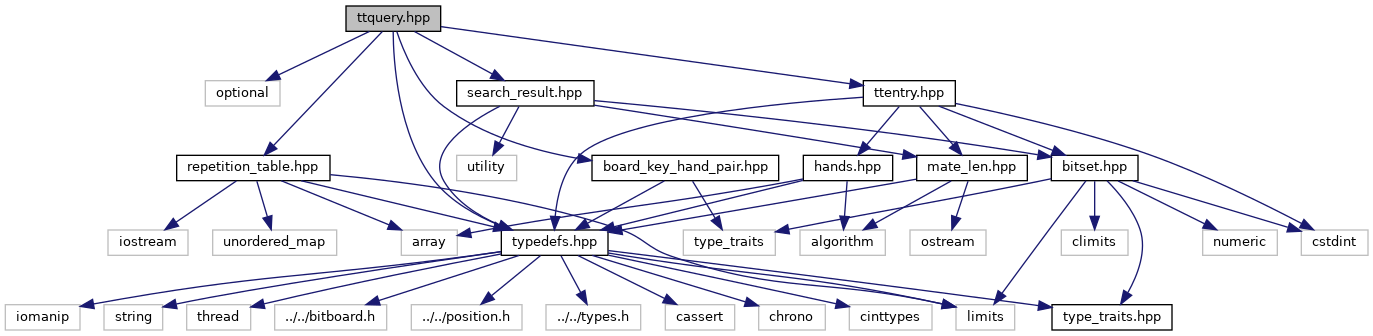 ttquery.hpp
optional
search_result.hpp
ttentry.hpp
repetition_table.hpp
utility
board_key_hand_pair.hpp
hands.hpp
mate_len.hpp
bitset.hpp
iostream
unordered_map
array
typedefs.hpp
type_traits
algorithm
ostream
climits
numeric
cstdint
iomanip
string
thread
../../bitboard.h
../../position.h
../../types.h
cassert
chrono
cinttypes
limits
type_traits.hpp